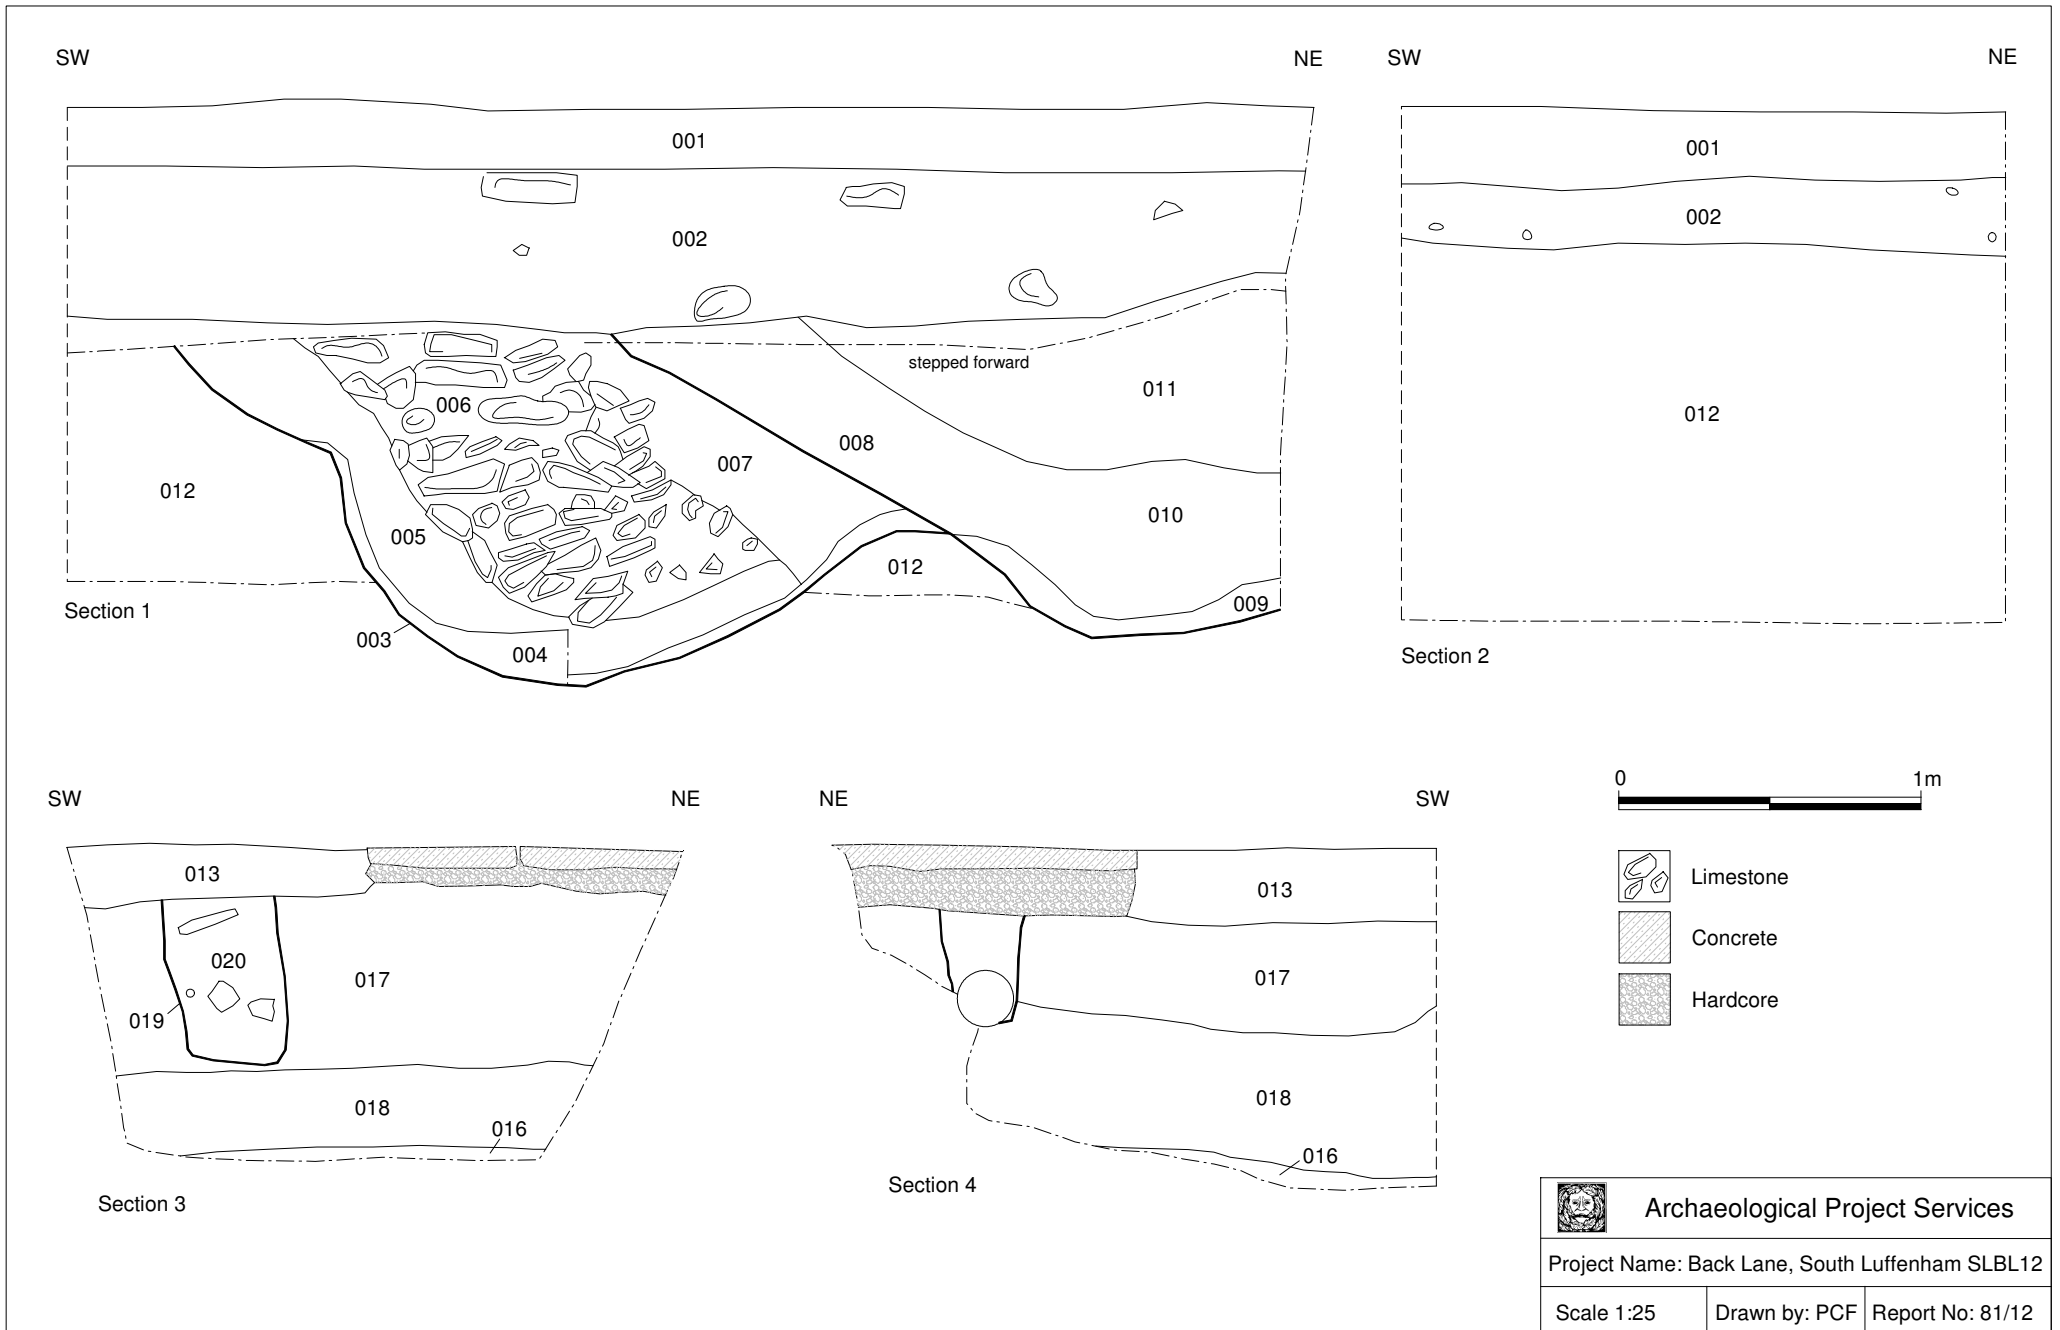 SW NE SW NE
001
002
006
stepped forward
011
008
007
012
010
005
012
009
003
004
Section 1
001
002
012
Section 2
SW NE NE SW
013
020
017
019
018
016
Section 3
013
017
018
016
Section 4
0 1m
Limestone
Concrete
Hardcore
Archaeological Project Services
Project Name: Back Lane, South Luffenham SLBL12
Scale 1:25 Drawn by: PCF Report No: 81/12